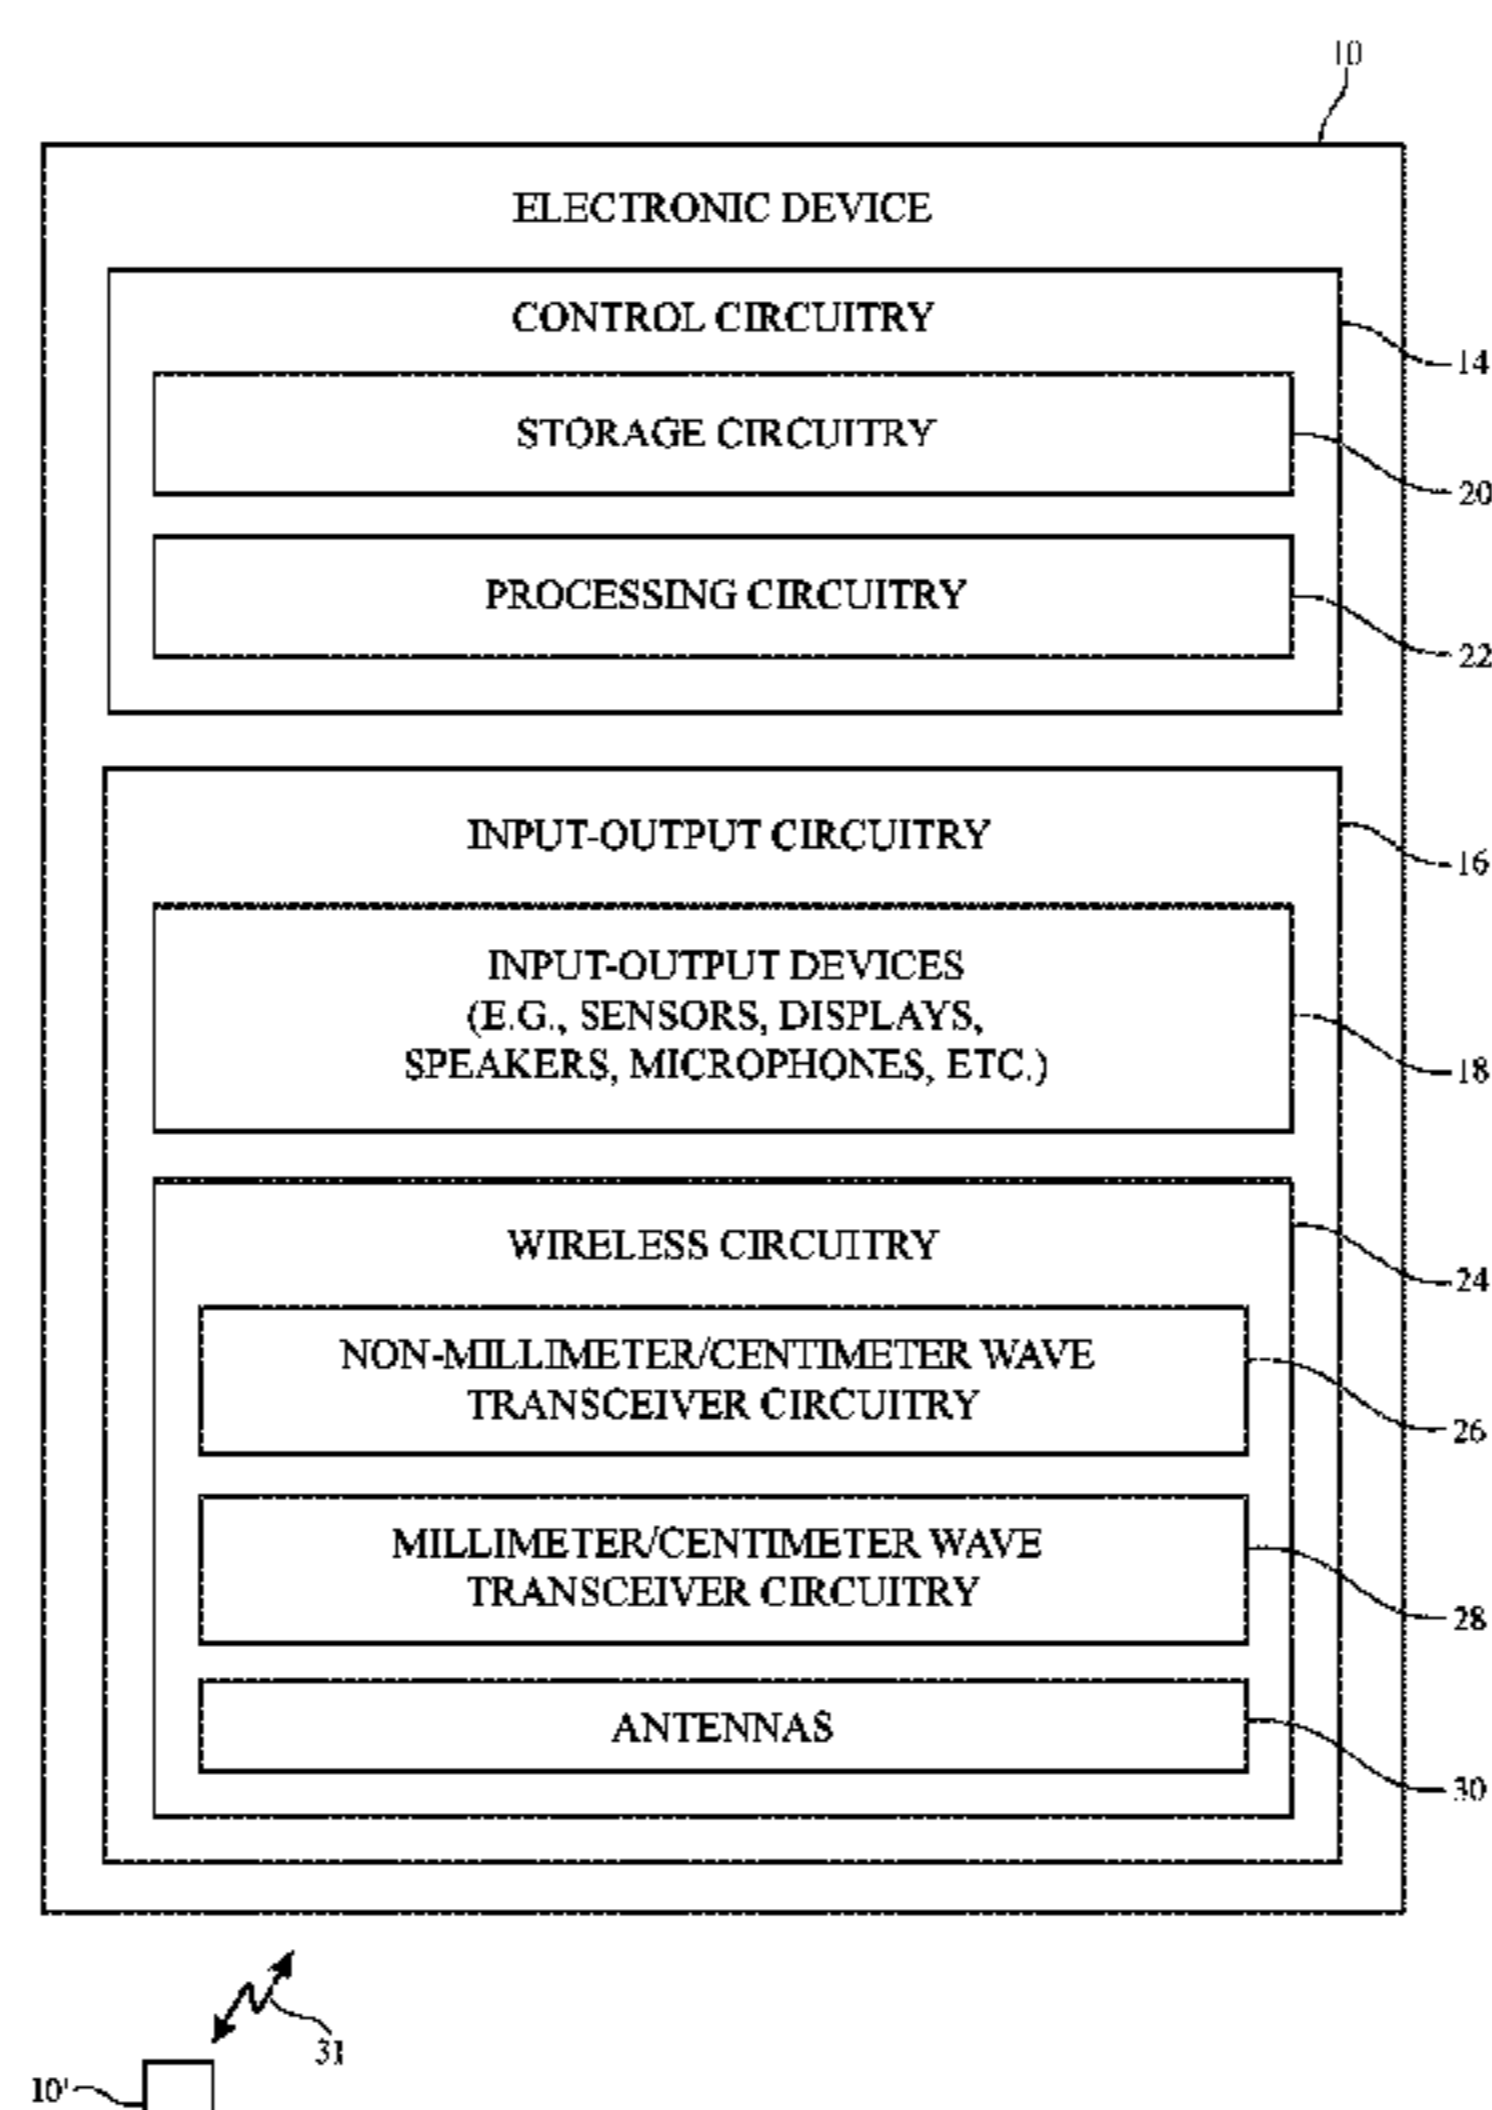 10
ELECTRONIC DEVICE
CONTROL CIRCUITRY
14
STORAGE CIRCUITRY
20
PROCESSING CIRCUITRY
22
INPUT-OUTPUT CIRCUITRY
16
INPUT-OUTPUT DEVICES
(E.G., SENSORS, DISPLAYS,
SPEAKERS, MICROPHONES, ETC.)
18
WIRELESS CIRCUITRY
24
NON-MILLIMETER/CENTIMETER WAVE
TRANSCEIVER CIRCUITRY
26
MILLIMETER/CENTIMETER WAVE
TRANSCEIVER CIRCUITRY
28
ANTENNAS
30
31
10'